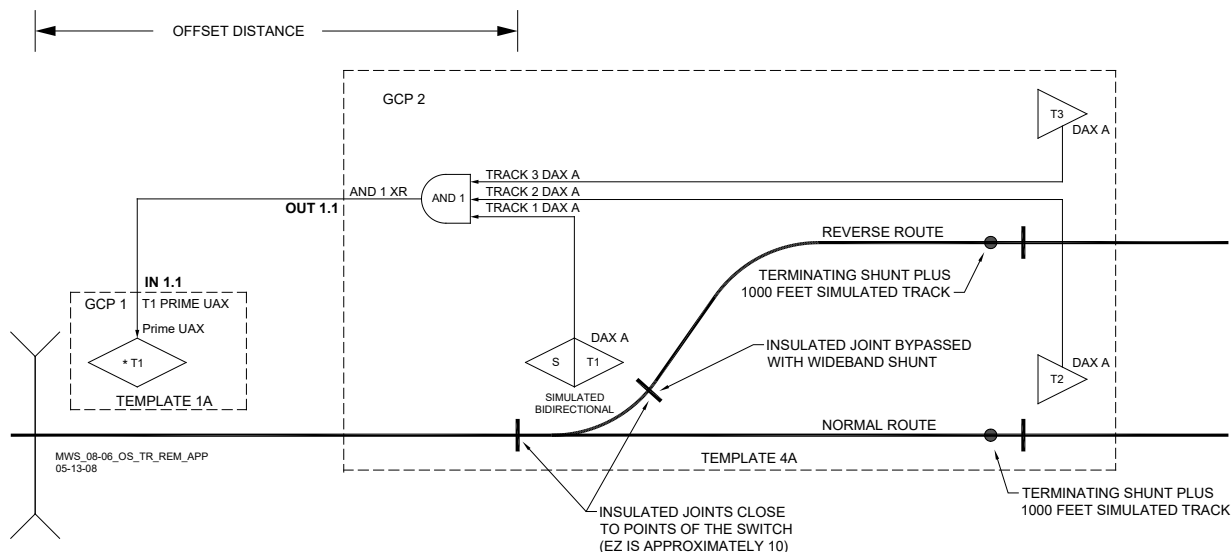 OFFSET DISTANCE
GCP 2
T3
DAX A
TRACK 3 DAX A
AND 1 XR
AND 1
TRACK 2 DAX A
OUT 1.1
TRACK 1 DAX A
REVERSE ROUTE
IN 1.1
TERMINATING SHUNT PLUS
1000 FEET SIMULATED TRACK
GCP 1
T1 PRIME UAX
Prime UAX
* T1
TEMPLATE 1A
DAX A
S
T1
SIMULATED
BIDIRECTIONAL
INSULATED JOINT BYPASSED
WITH WIDEBAND SHUNT
DAX A
T2
NORMAL ROUTE
MWS_08-06_OS_TR_REM_APP
05-13-08
TEMPLATE 4A
INSULATED JOINTS CLOSE
TO POINTS OF THE SWITCH
(EZ IS APPROXIMATELY 10)
TERMINATING SHUNT PLUS
1000 FEET SIMULATED TRACK